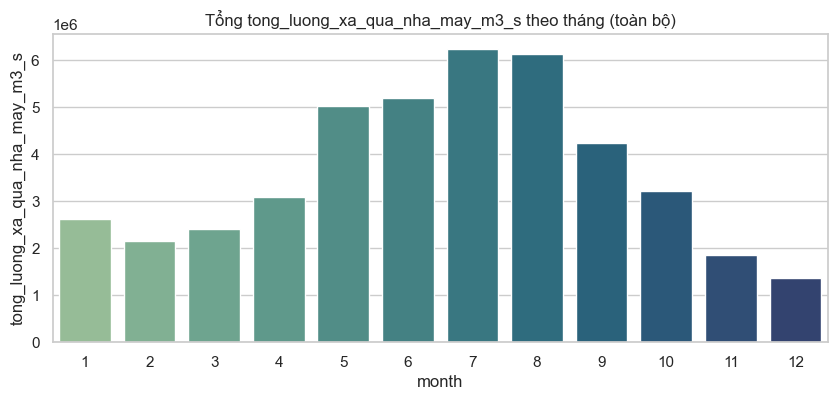 Tổng tong_luong_xa_qua_nha_may_m3_s theo tháng (toàn bộ)
1e6
tong_luong_xa_qua_nha_may_m3_s
6
5
4
3
2
1
0
1 2 3 4 5 6 7 8 9 10 11 12
month